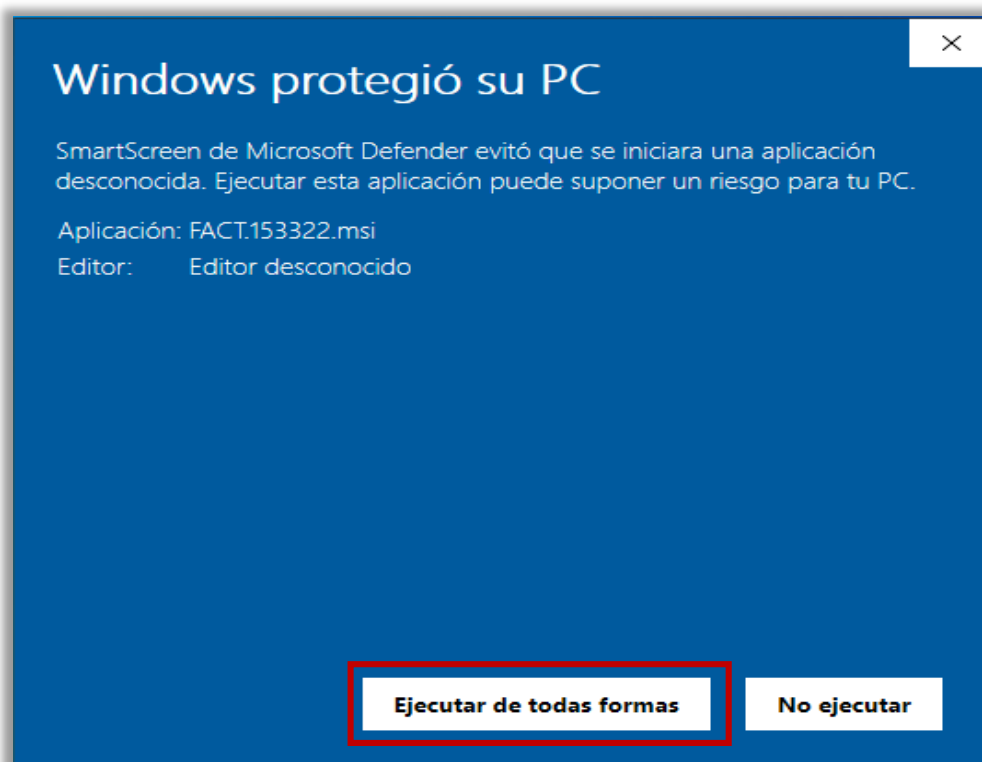 Windows protegió su PC
SmartScreen de Microsoft Defender evitó que se iniciara una aplicación
desconocida. Ejecutar esta aplicación puede suponer un riesgo para tu PC.
Aplicación: FACT.153322.msi
Editor: Editor desconocido
Ejecutar de todas formas No ejecutar